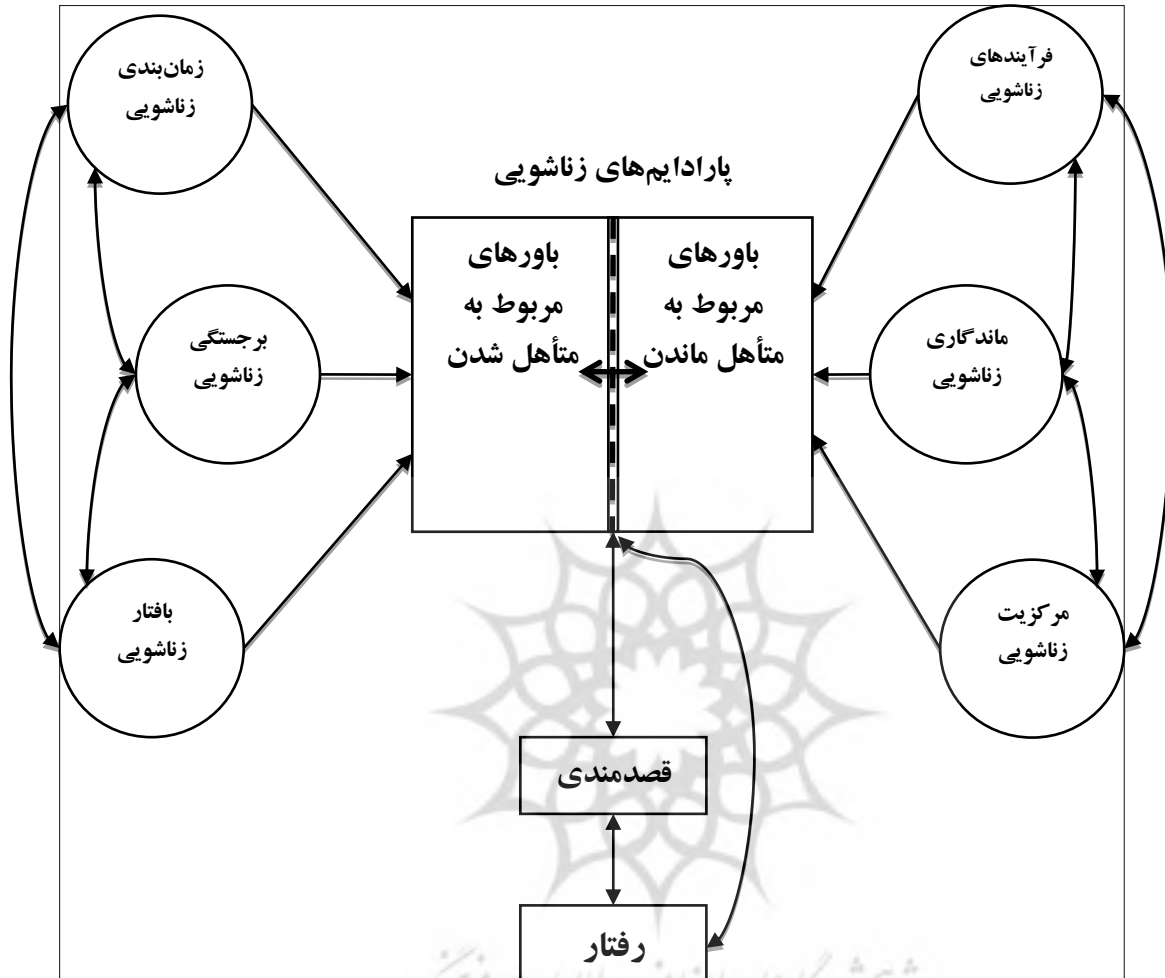 فرآیندهای
زناشویی
زمان‌بندی
زناشویی
پارادایم‌های زناشویی
باورهای
مربوط به
متأهل ماندن
باورهای
مربوط به
متأهل شدن
ماندگاری
زناشویی
برجستگی
زناشویی
مرکزیت
زناشویی
بافتار
زناشویی
قصدمندی
رفتار